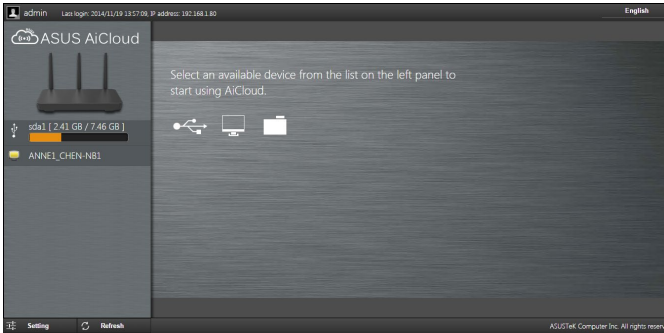 admin Last login: 2014/11/19 13:57:09, IP address: 192.168.1.80 English
ASUS AiCloud
Select an available device from the list on the left panel to
start using AiCloud.
sda1 [ 2.41 GB / 7.46 GB ]
ANNE1_CHEN-NB1
Setting Refresh ASUSTeK Computer Inc. All rights reserv